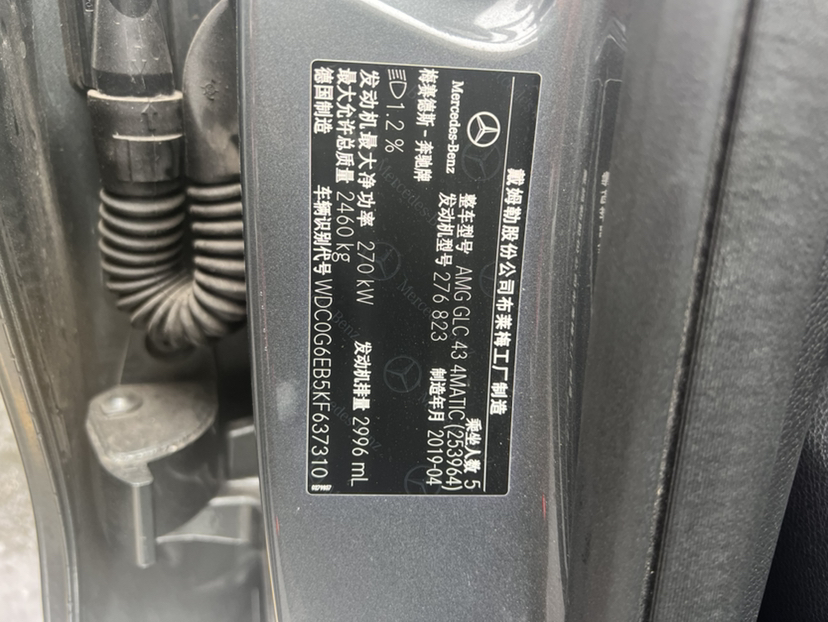 戴姆勒股份公司布莱梅工厂制造
Mercedes-Benz
梅赛德斯-奔驰牌
乘坐人数 5
整车型号 AMG GLC 43 4MATIC (253964)
发动机型号 276 823
制造年月 2019-04
1.2 %
发动机最大净功率 270 kW
发动机排量 2996 mL
最大允许总质量 2460 kg
德国制造
车辆识别代号 WDC0G6EB5KF637310